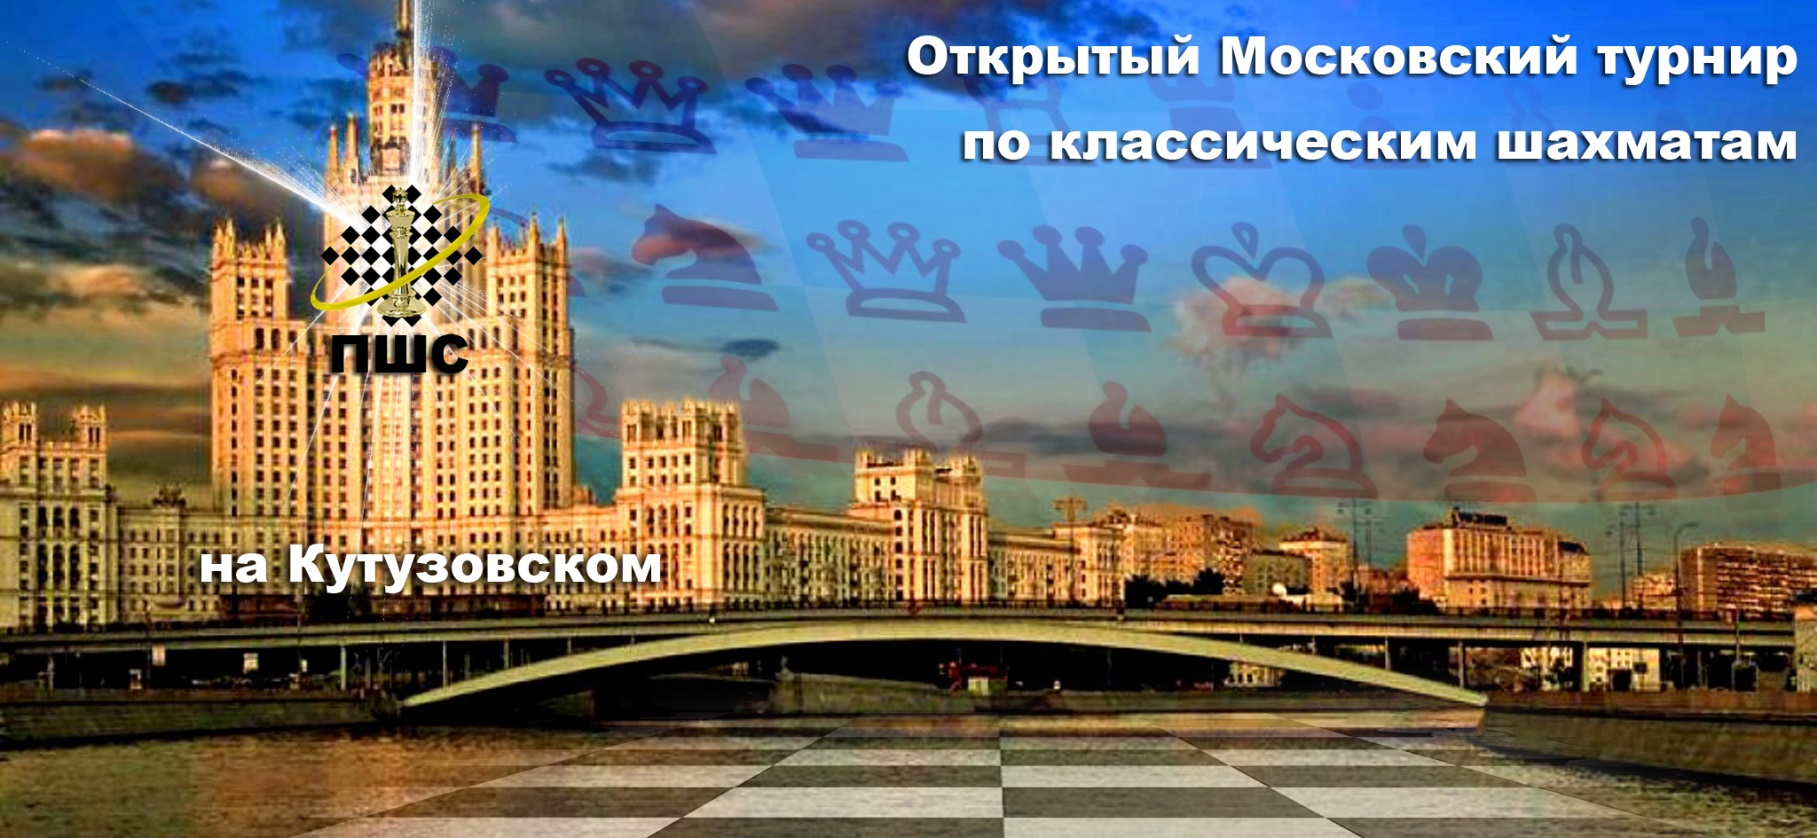 Открытый Московский турнир
по классическим шахматам
ПШС
на Кутузовском